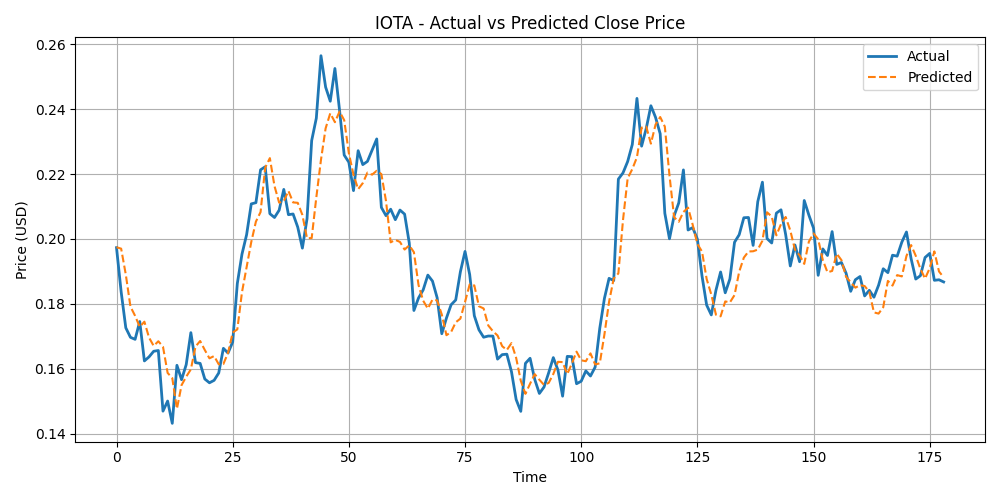 IOTA - Actual vs Predicted Close Price
Actual
Predicted
Price (USD)
0.26
0.24
0.22
0.20
0.18
0.16
0.14
0 25 50 75 100 125 150 175
Time